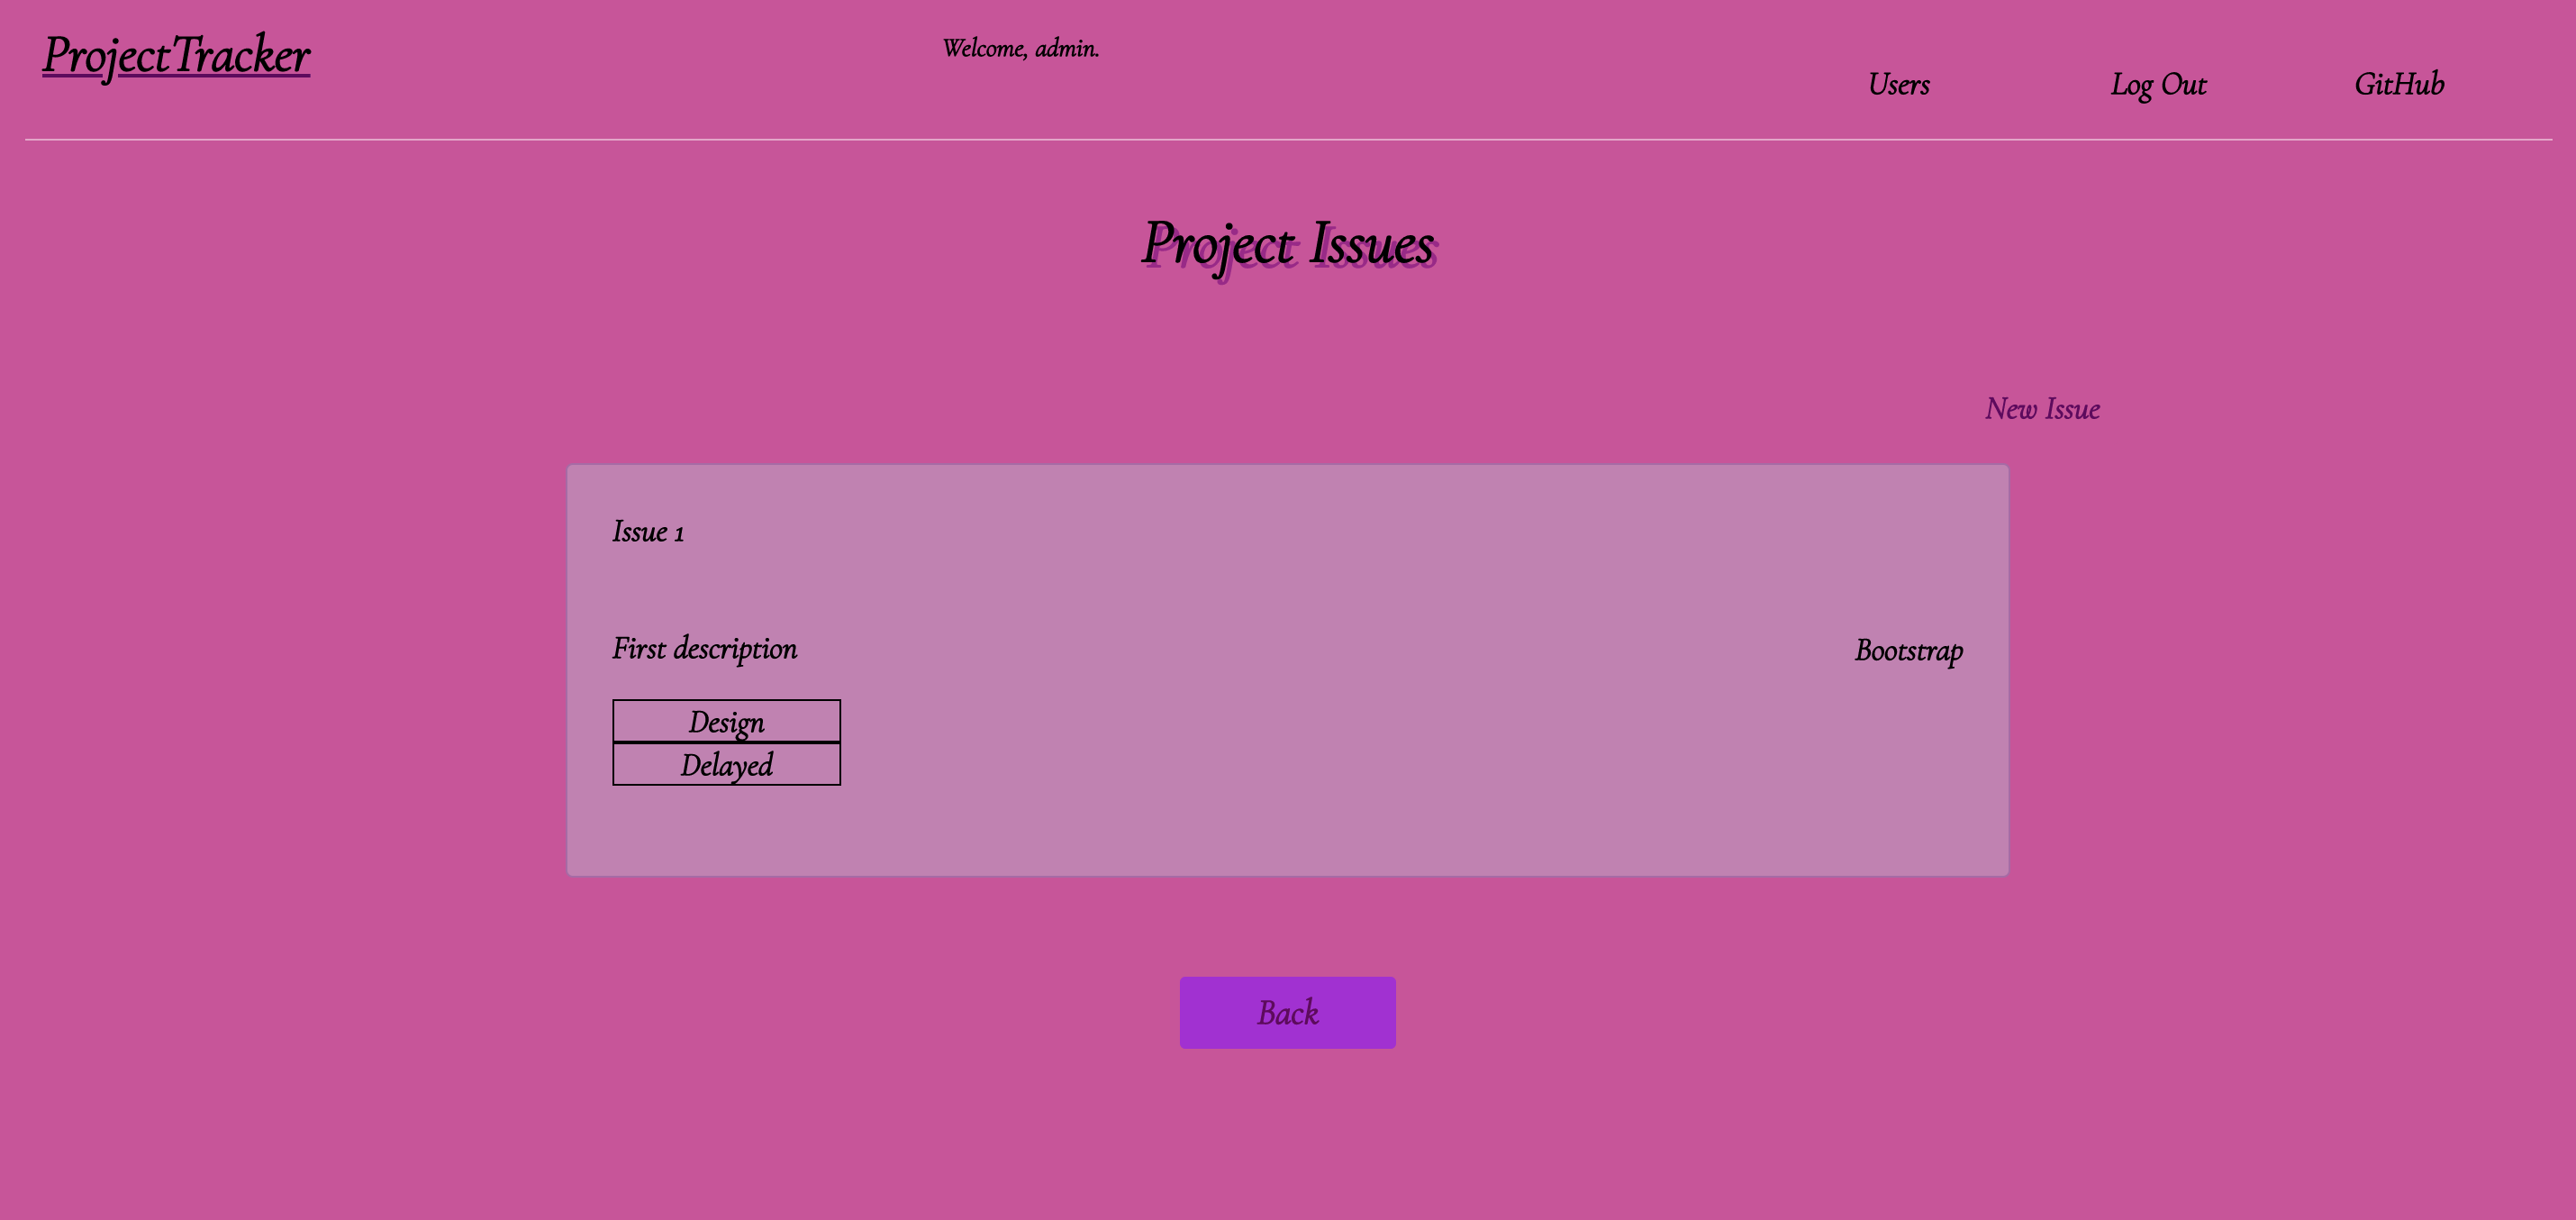 ProjectTracker
Welcome, admin.
Users
Log Out
GitHub
Project Issues
New Issue
Issue 1
First description
Bootstrap
Design
Delayed
Back